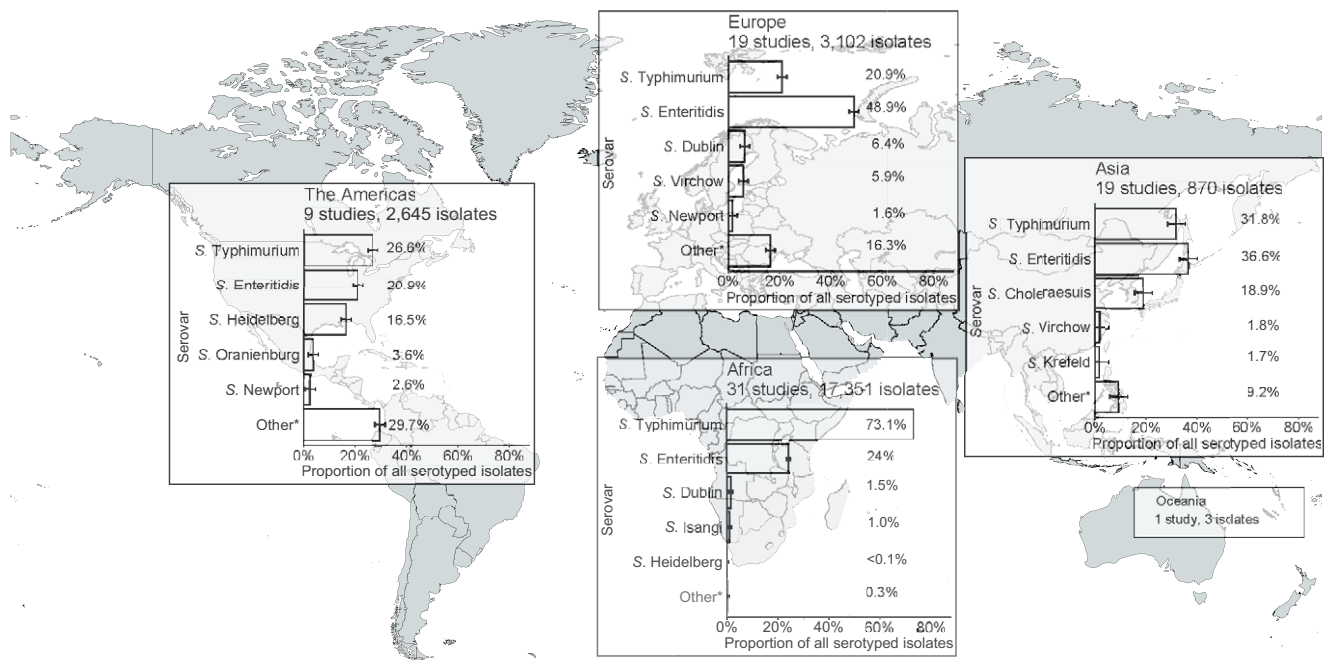 Europe
19 studies, 3,102 isolates
Serovar
S. Typhimurium 20.9%
S. Enteritidis 48.9%
S. Dublin 6.4%
S. Virchow 5.9%
S. Newport 1.6%
Other* 16.3%
0% 20% 40% 60% 80%
Proportion of all serotyped isolates
The Americas
9 studies, 2,645 isolates
Serovar
S. Typhimurium 26.6%
S. Enteritidis 20.9%
S. Heidelberg 16.5%
S. Oranienburg 3.6%
S. Newport 2.6%
Other* 29.7%
0% 20% 40% 60% 80%
Proportion of all serotyped isolates
Asia
19 studies, 870 isolates
Serovar
S. Typhimurium 31.8%
S. Enteritidis 36.6%
S. Choleraesuis 18.9%
S. Virchow 1.8%
S. Krefeld 1.7%
Other* 9.2%
0% 20% 40% 60% 80%
Proportion of all serotyped isolates
Africa
31 studies, 17,351 isolates
Serovar
S. Typhimurium 73.1%
S. Enteritidis 24%
S. Dublin 1.5%
S. Isangi 1.0%
S. Heidelberg <0.1%
Other* 0.3%
0% 20% 40% 60% 80%
Proportion of all serotyped isolates
Oceania
1 study, 3 isolates